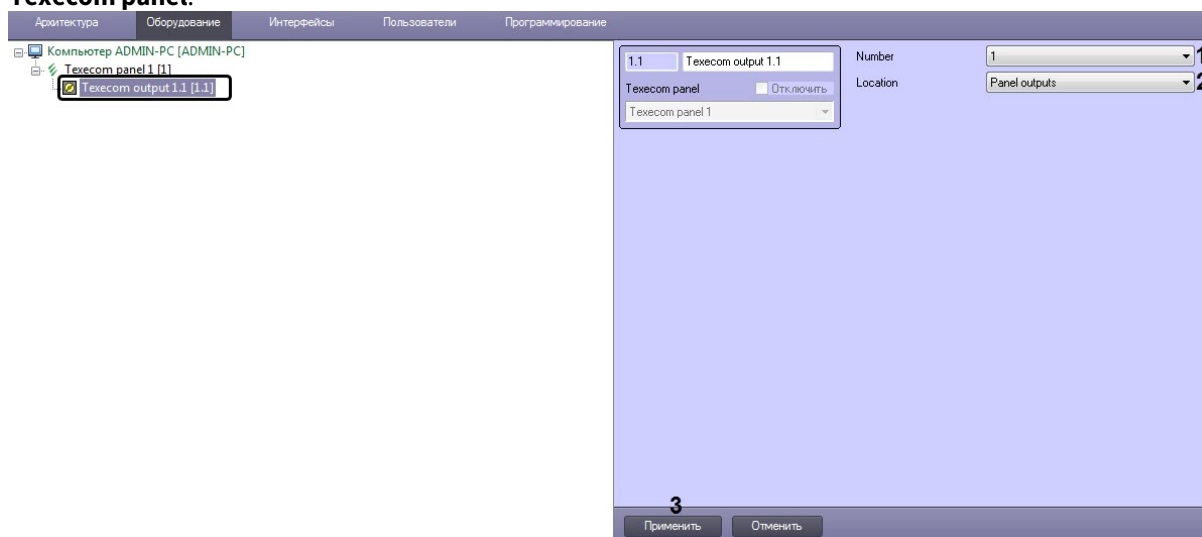 Texecom panel.
Архитектура Оборудование Интерфейсы Пользователи Программирование
Компьютер ADMIN-PC [ADMIN-PC]
Texecom panel 1 [1]
Texecom output 1.1 [1.1]
1.1 Texecom output 1.1
Texecom panel Отключить
Texecom panel 1
Number 1 1
Location Panel outputs 2
3
Применить Отменить